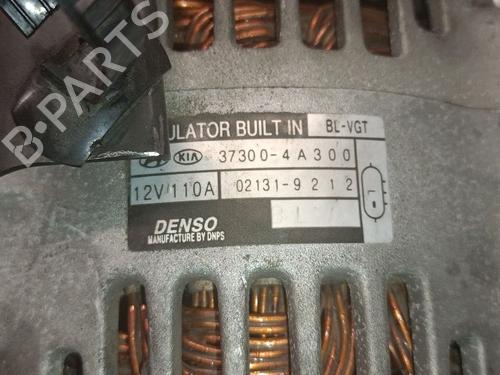 B-PARTS
ULATOR BUILT IN BL-VGT
KIA 37300-4A300
12V/110A 02131-9212
DENSO
MANUFACTURE BY DNPS